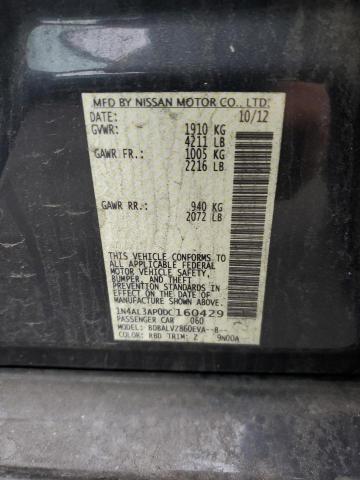 MFD BY NISSAN MOTOR CO., LTD.
DATE: 10/12
GVWR: 1910 KG
4211 LB
GAWR FR.: 1005 KG
2216 LB
GAWR RR.: 940 KG
2072 LB
THIS VEHICLE CONFORMS TO
ALL APPLICABLE FEDERAL
MOTOR VEHICLE SAFETY,
BUMPER, AND THEFT
PREVENTION STANDARDS IN
EFFECT ON THE DATE OF
MANUFACTURE SHOWN ABOVE.
1N4AL3AP0DC160429
PASSENGER CAR 060
MODEL: BDBALVZ860EVA--B--
COLOR: RBD TRIM: Z 9N00A